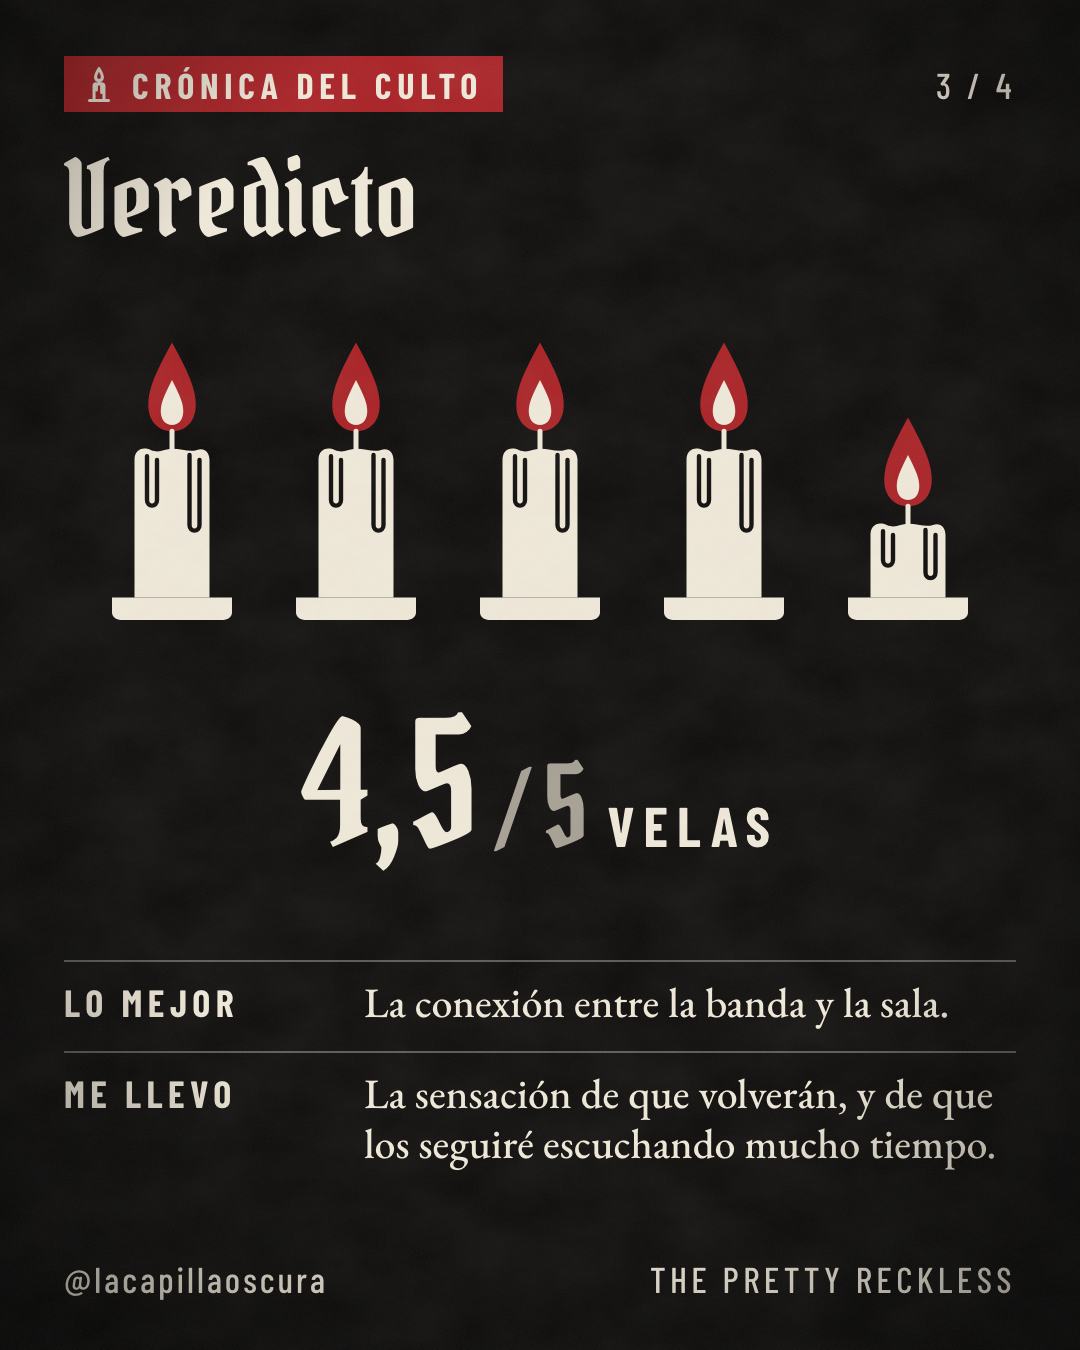 CRÓNICA DEL CULTO
3 / 4
Veredicto
4,5 /5 VELAS
LO MEJOR
La conexión entre la banda y la sala.
ME LLEVO
La sensación de que volverán, y de que
los seguiré escuchando mucho tiempo.
@lacapillaoscura
THE PRETTY RECKLESS